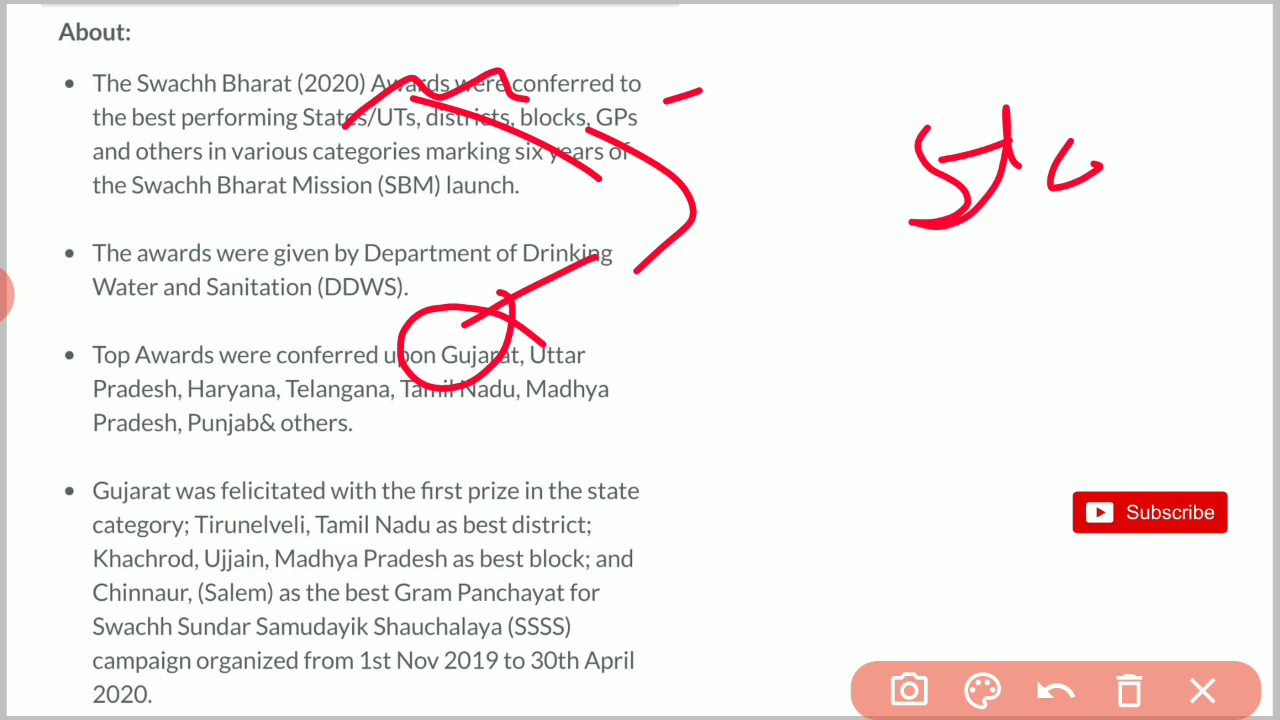 About:
The Swachh Bharat (2020) Awards were conferred to
the best performing States/UTs, districts, blocks, GPs
and others in various categories marking six years of
the Swachh Bharat Mission (SBM) launch.
The awards were given by Department of Drinking
Water and Sanitation (DDWS).
Top Awards were conferred upon Gujarat, Uttar
Pradesh, Haryana, Telangana, Tamil Nadu, Madhya
Pradesh, Punjab& others.
Gujarat was felicitated with the first prize in the state
category; Tirunelveli, Tamil Nadu as best district;
Khachrod, Ujjain, Madhya Pradesh as best block; and
Chinnaur, (Salem) as the best Gram Panchayat for
Swachh Sundar Samudayik Shauchalaya (SSSS)
campaign organized from 1st Nov 2019 to 30th April
2020.
Subscribe